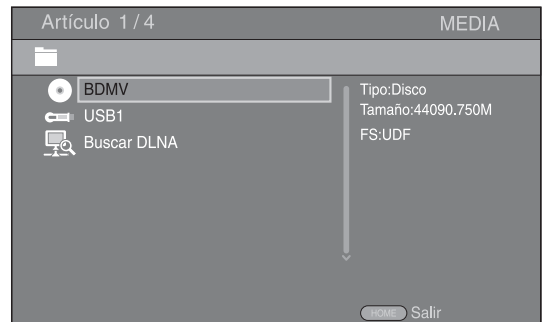 Artículo 1/4 MEDIA
BDMV
USB1
Buscar DLNA
Tipo:Disco
Tamaño:44090.750M
FS:UDF
HOME Salir